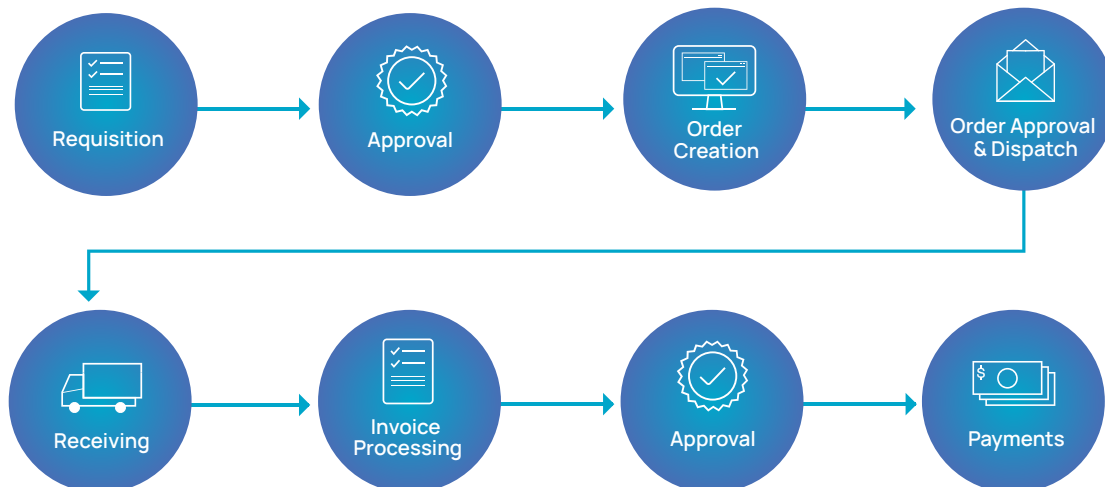 Requisition
Approval
Order
Creation
Order Approval
& Dispatch
Receiving
Invoice
Processing
Approval
$
Payments